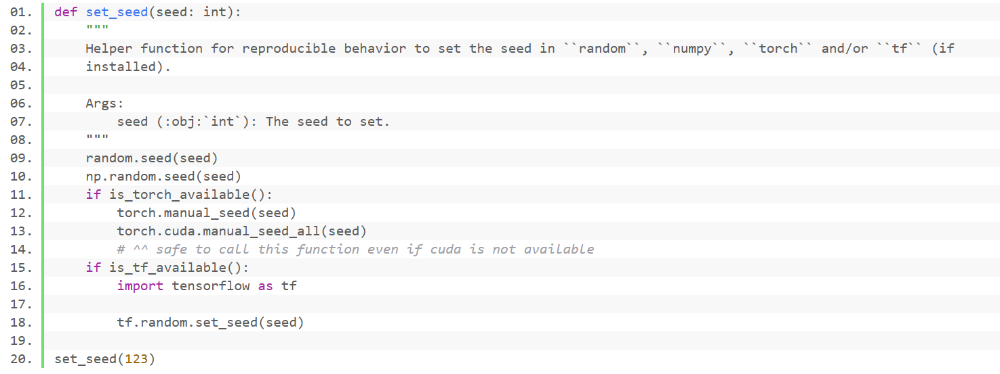 01. def set_seed(seed: int):
02.     """
03.     Helper function for reproducible behavior to set the seed in ``random``, ``numpy``, ``torch`` and/or ``tf`` (if
04.     installed).
05.
06.     Args:
07.         seed (:obj:`int`): The seed to set.
08.     """
09.     random.seed(seed)
10.     np.random.seed(seed)
11.     if is_torch_available():
12.         torch.manual_seed(seed)
13.         torch.cuda.manual_seed_all(seed)
14.         # ^^ safe to call this function even if cuda is not available
15.     if is_tf_available():
16.         import tensorflow as tf
17.
18.         tf.random.set_seed(seed)
19.
20. set_seed(123)